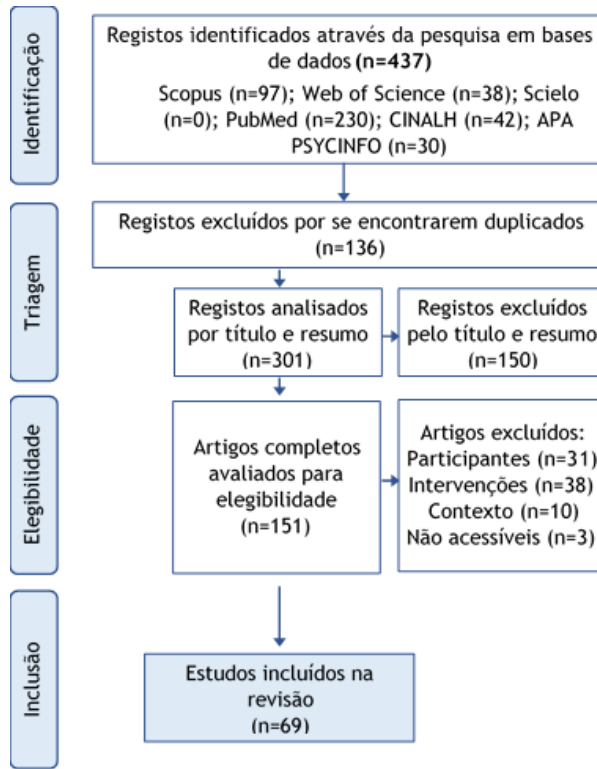 Identificação
Registos identificados através da pesquisa em bases
de dados (n=437)
Scopus (n=97); Web of Science (n=38); Scielo
(n=0); PubMed (n=230); CINALH (n=42); APA
PSYCINFO (n=30)
Triagem
Registos excluídos por se encontrarem duplicados
(n=136)
Registos analisados
por título e resumo
(n=301)
Registos excluídos
pelo título e resumo
(n=150)
Elegibilidade
Artigos completos
avaliados para
elegibilidade
(n=151)
Artigos excluídos:
Participantes (n=31)
Intervenções (n=38)
Contexto (n=10)
Não acessíveis (n=3)
Inclusão
Estudos incluídos na
revisão
(n=69)